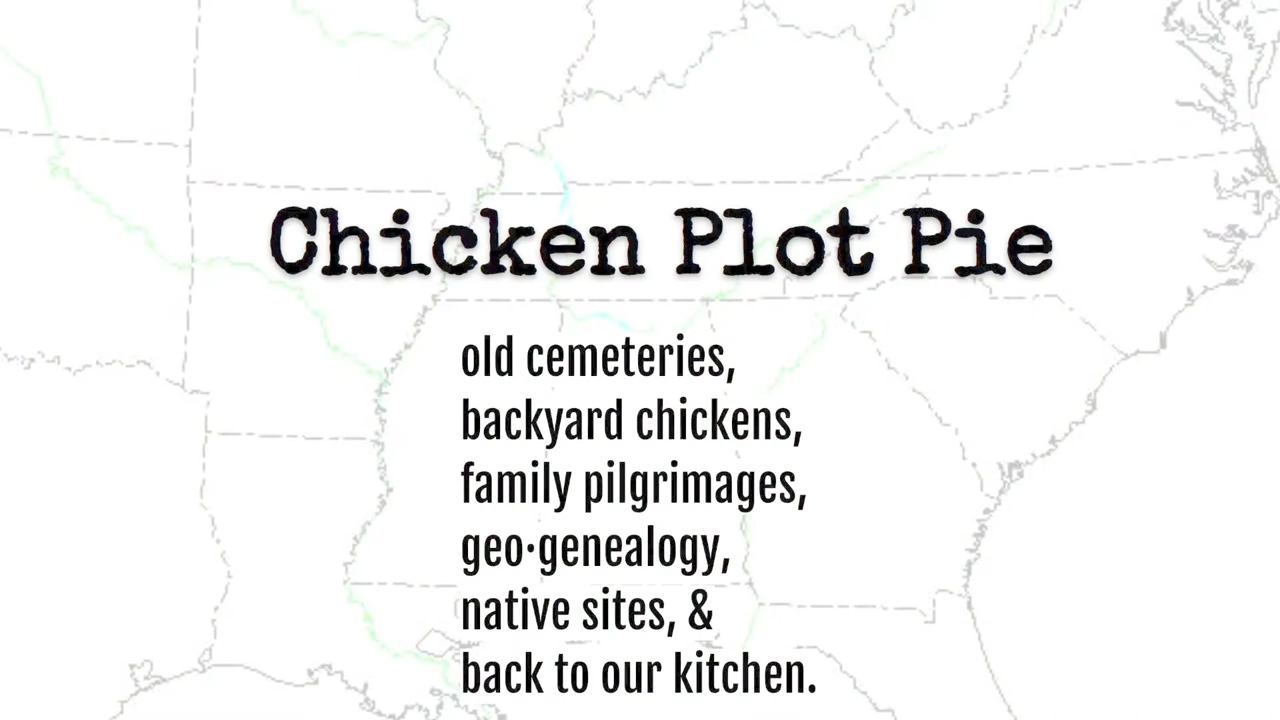 Chicken Plot Pie
old cemeteries,
backyard chickens,
family pilgrimages,
geo·genealogy,
native sites, &
back to our kitchen.